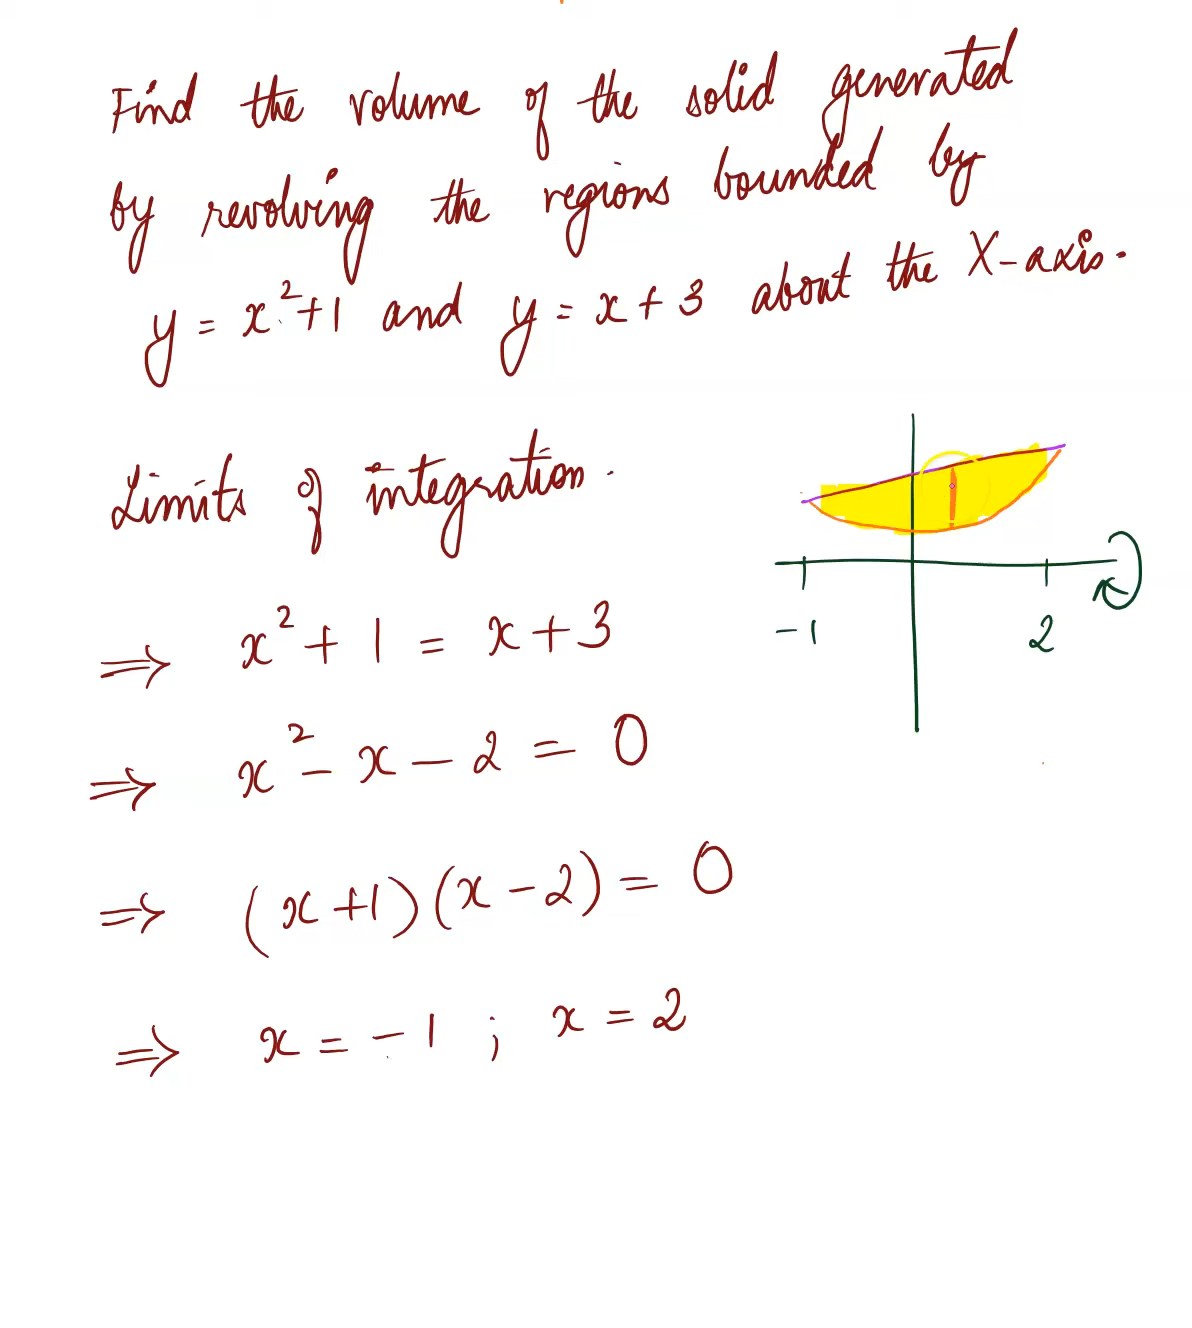 Find the volume of the solid generated
by revolving the regions bounded by
y = x²+1 and y = x+3 about the X-axis.
Limits of integration.
⇒ x² + 1 = x+3
⇒ x² - x - 2 = 0
⇒ (x+1)(x-2) = 0
⇒ x = -1 ; x = 2
-1 2